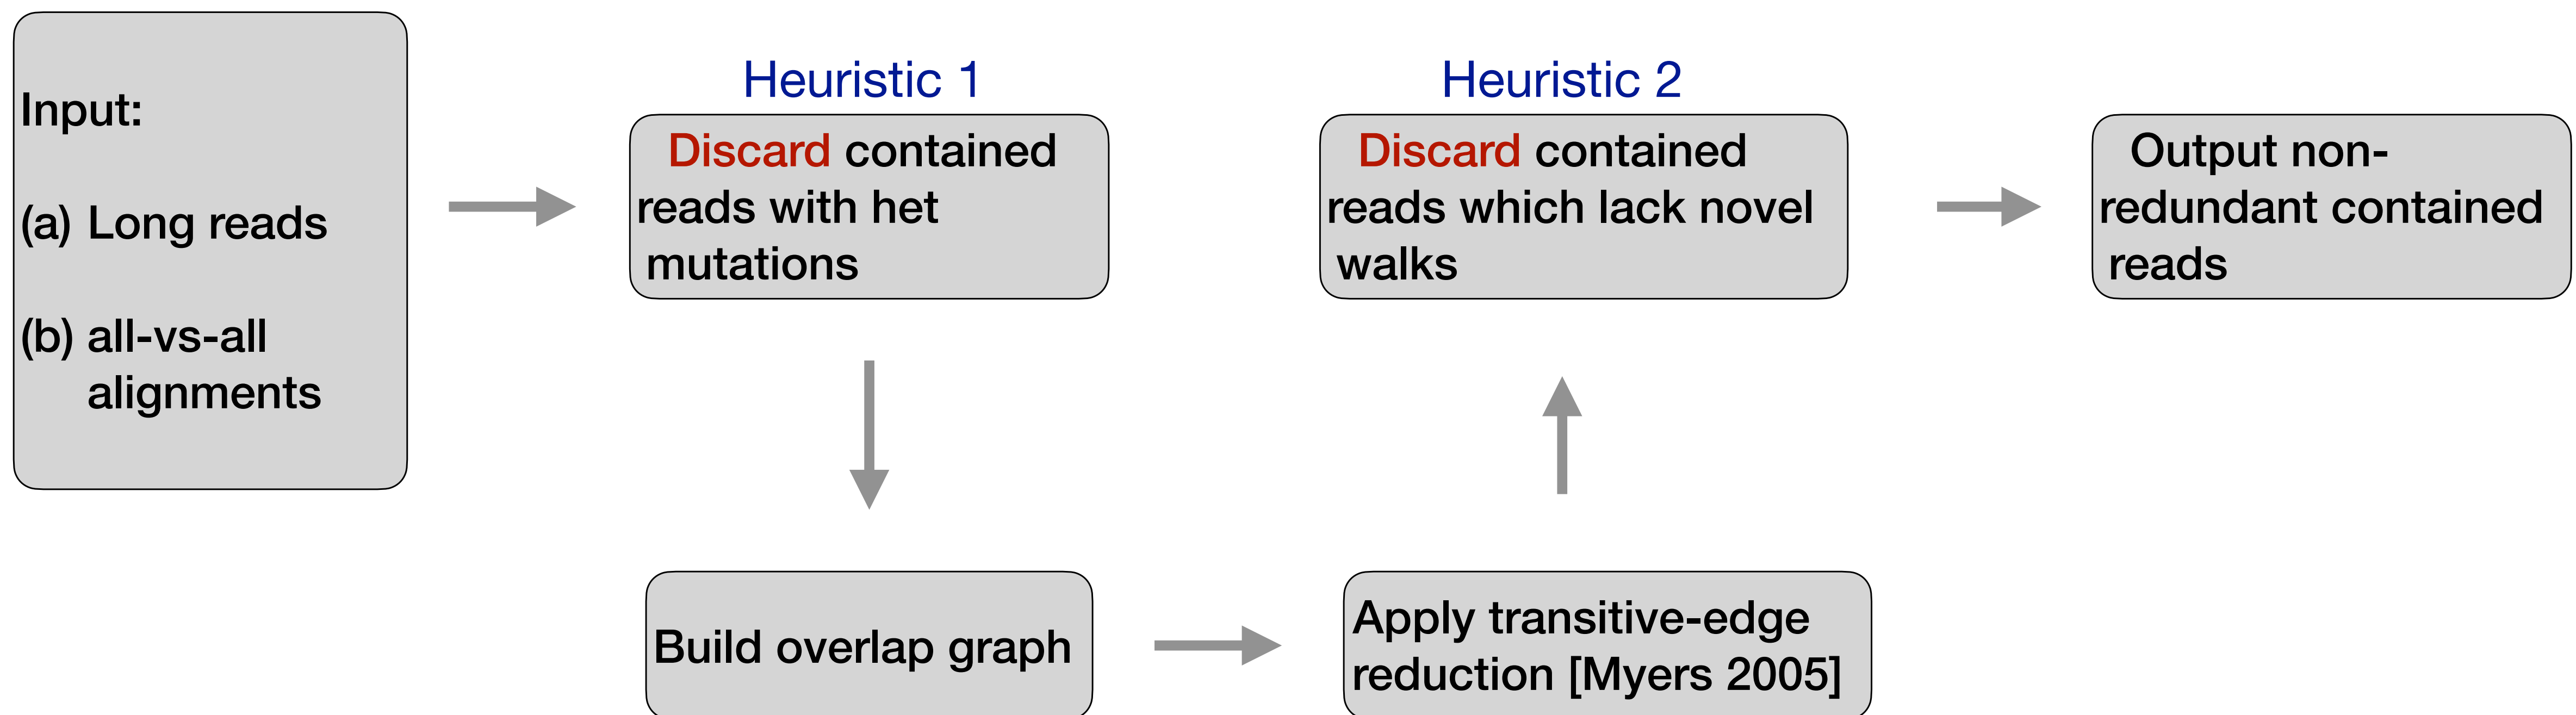 Input:
(a) Long reads
(b) all-vs-all
alignments
Heuristic 1
Discard contained
reads with het
mutations
Build overlap graph
Apply transitive-edge
reduction [Myers 2005]
Heuristic 2
Discard contained
reads which lack novel
walks
Output non-
redundant contained
reads